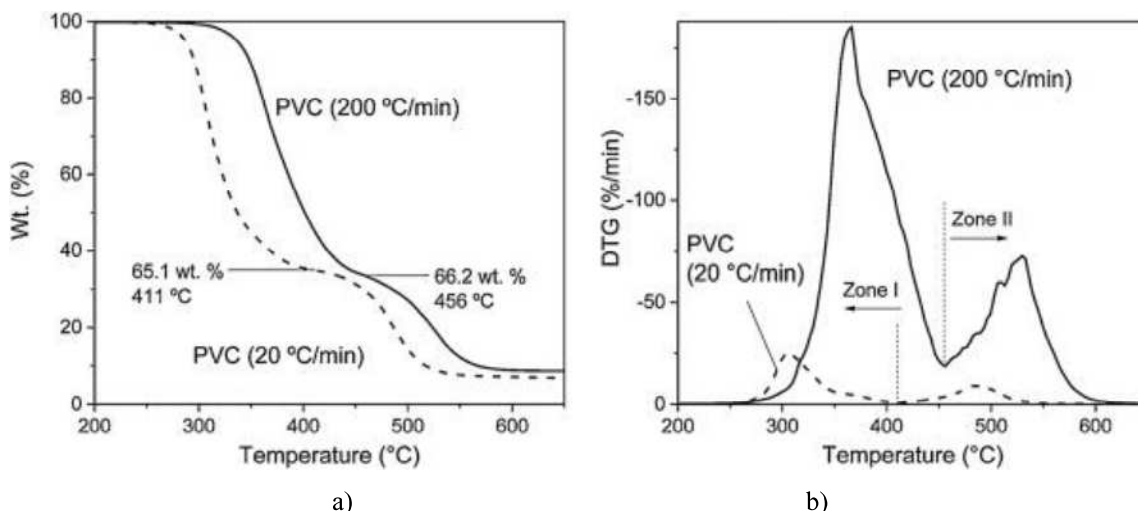 100
80
60
40
20
0
Wt. (%)
PVC (200 ºC/min)
65.1 wt. %
411 ºC
66.2 wt. %
456 ºC
PVC (20 ºC/min)
200
300
400
500
600
Temperature (°C)
a)
-150
-100
-50
0
DTG (%/min)
PVC (200 °C/min)
PVC
(20 °C/min)
Zone I
Zone II
200
300
400
500
600
Temperature (°C)
b)